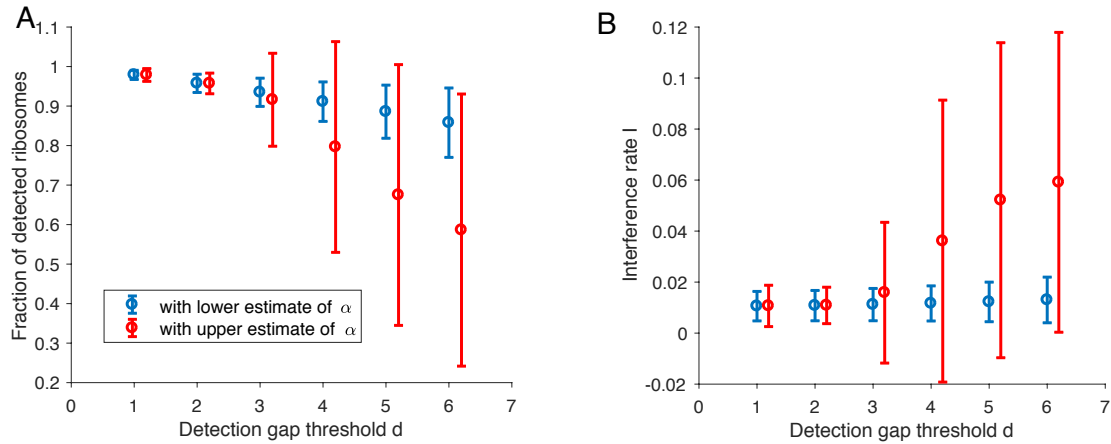 A
Fraction of detected ribosomes
1.1
1
0.9
0.8
0.7
0.6
0.5
0.4
0.3
0.2
with lower estimate of α
with upper estimate of α
0 1 2 3 4 5 6 7
Detection gap threshold d
B
Interference rate I
0.12
0.1
0.08
0.06
0.04
0.02
0
-0.02
0 1 2 3 4 5 6 7
Detection gap threshold d